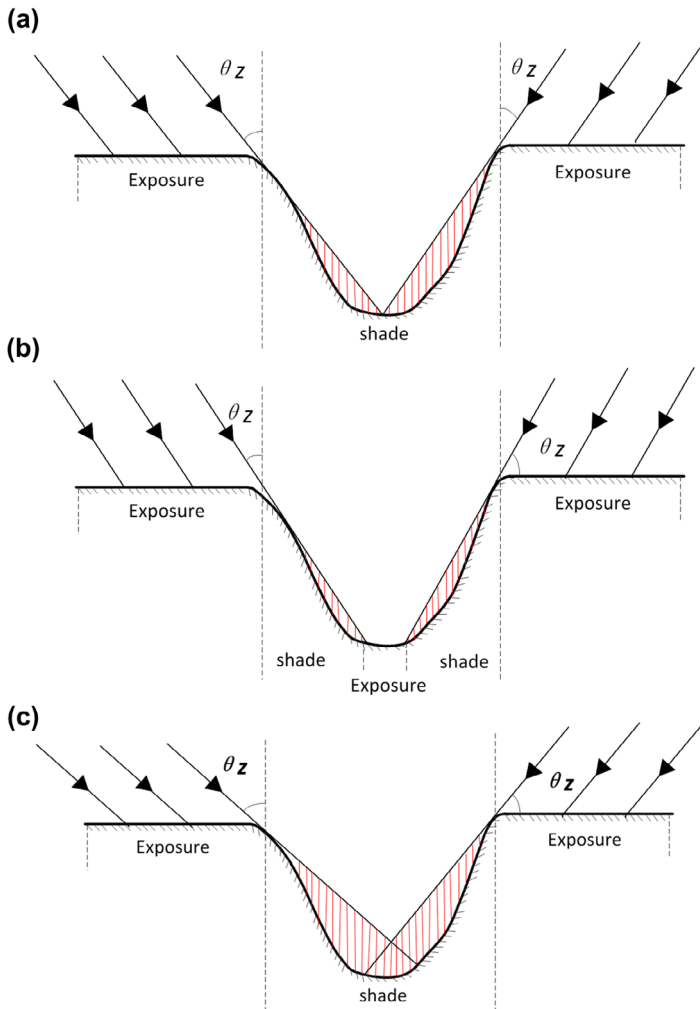 (a)
θz θz
Exposure Exposure
shade
(b)
θz θz
Exposure Exposure
shade shade
Exposure
(c)
θz θz
Exposure Exposure
shade